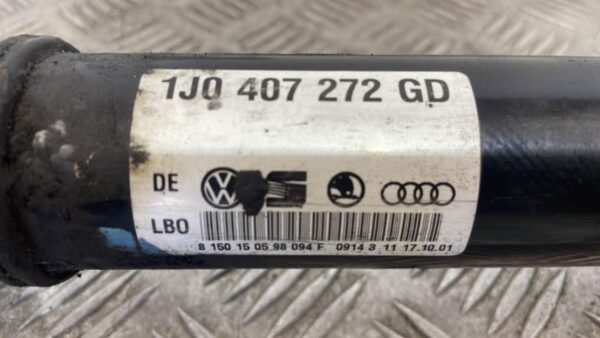 1J0 407 272 GD
DE
LBO
8 150 15 05.98 094 F 0914 3 11 17.10.01